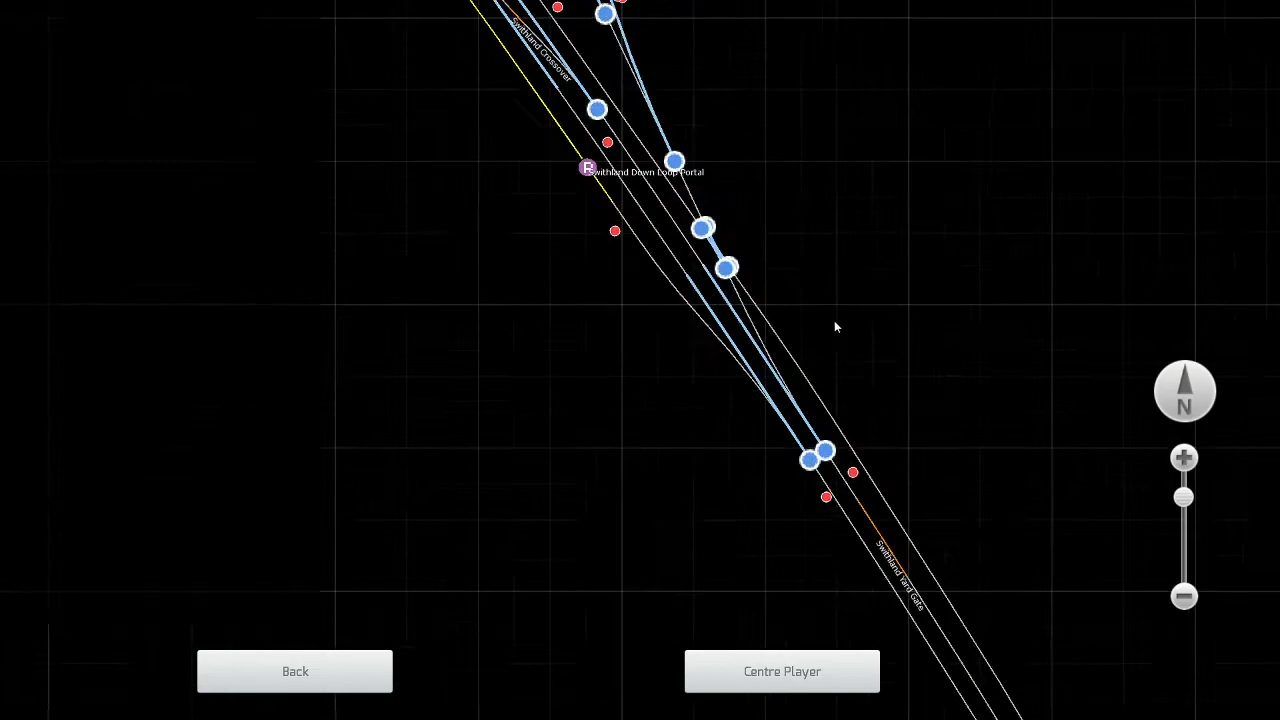 Swithland Crossover
R
Swithland Down Loop Portal
N
Swithland Yard Gate
Back
Centre Player